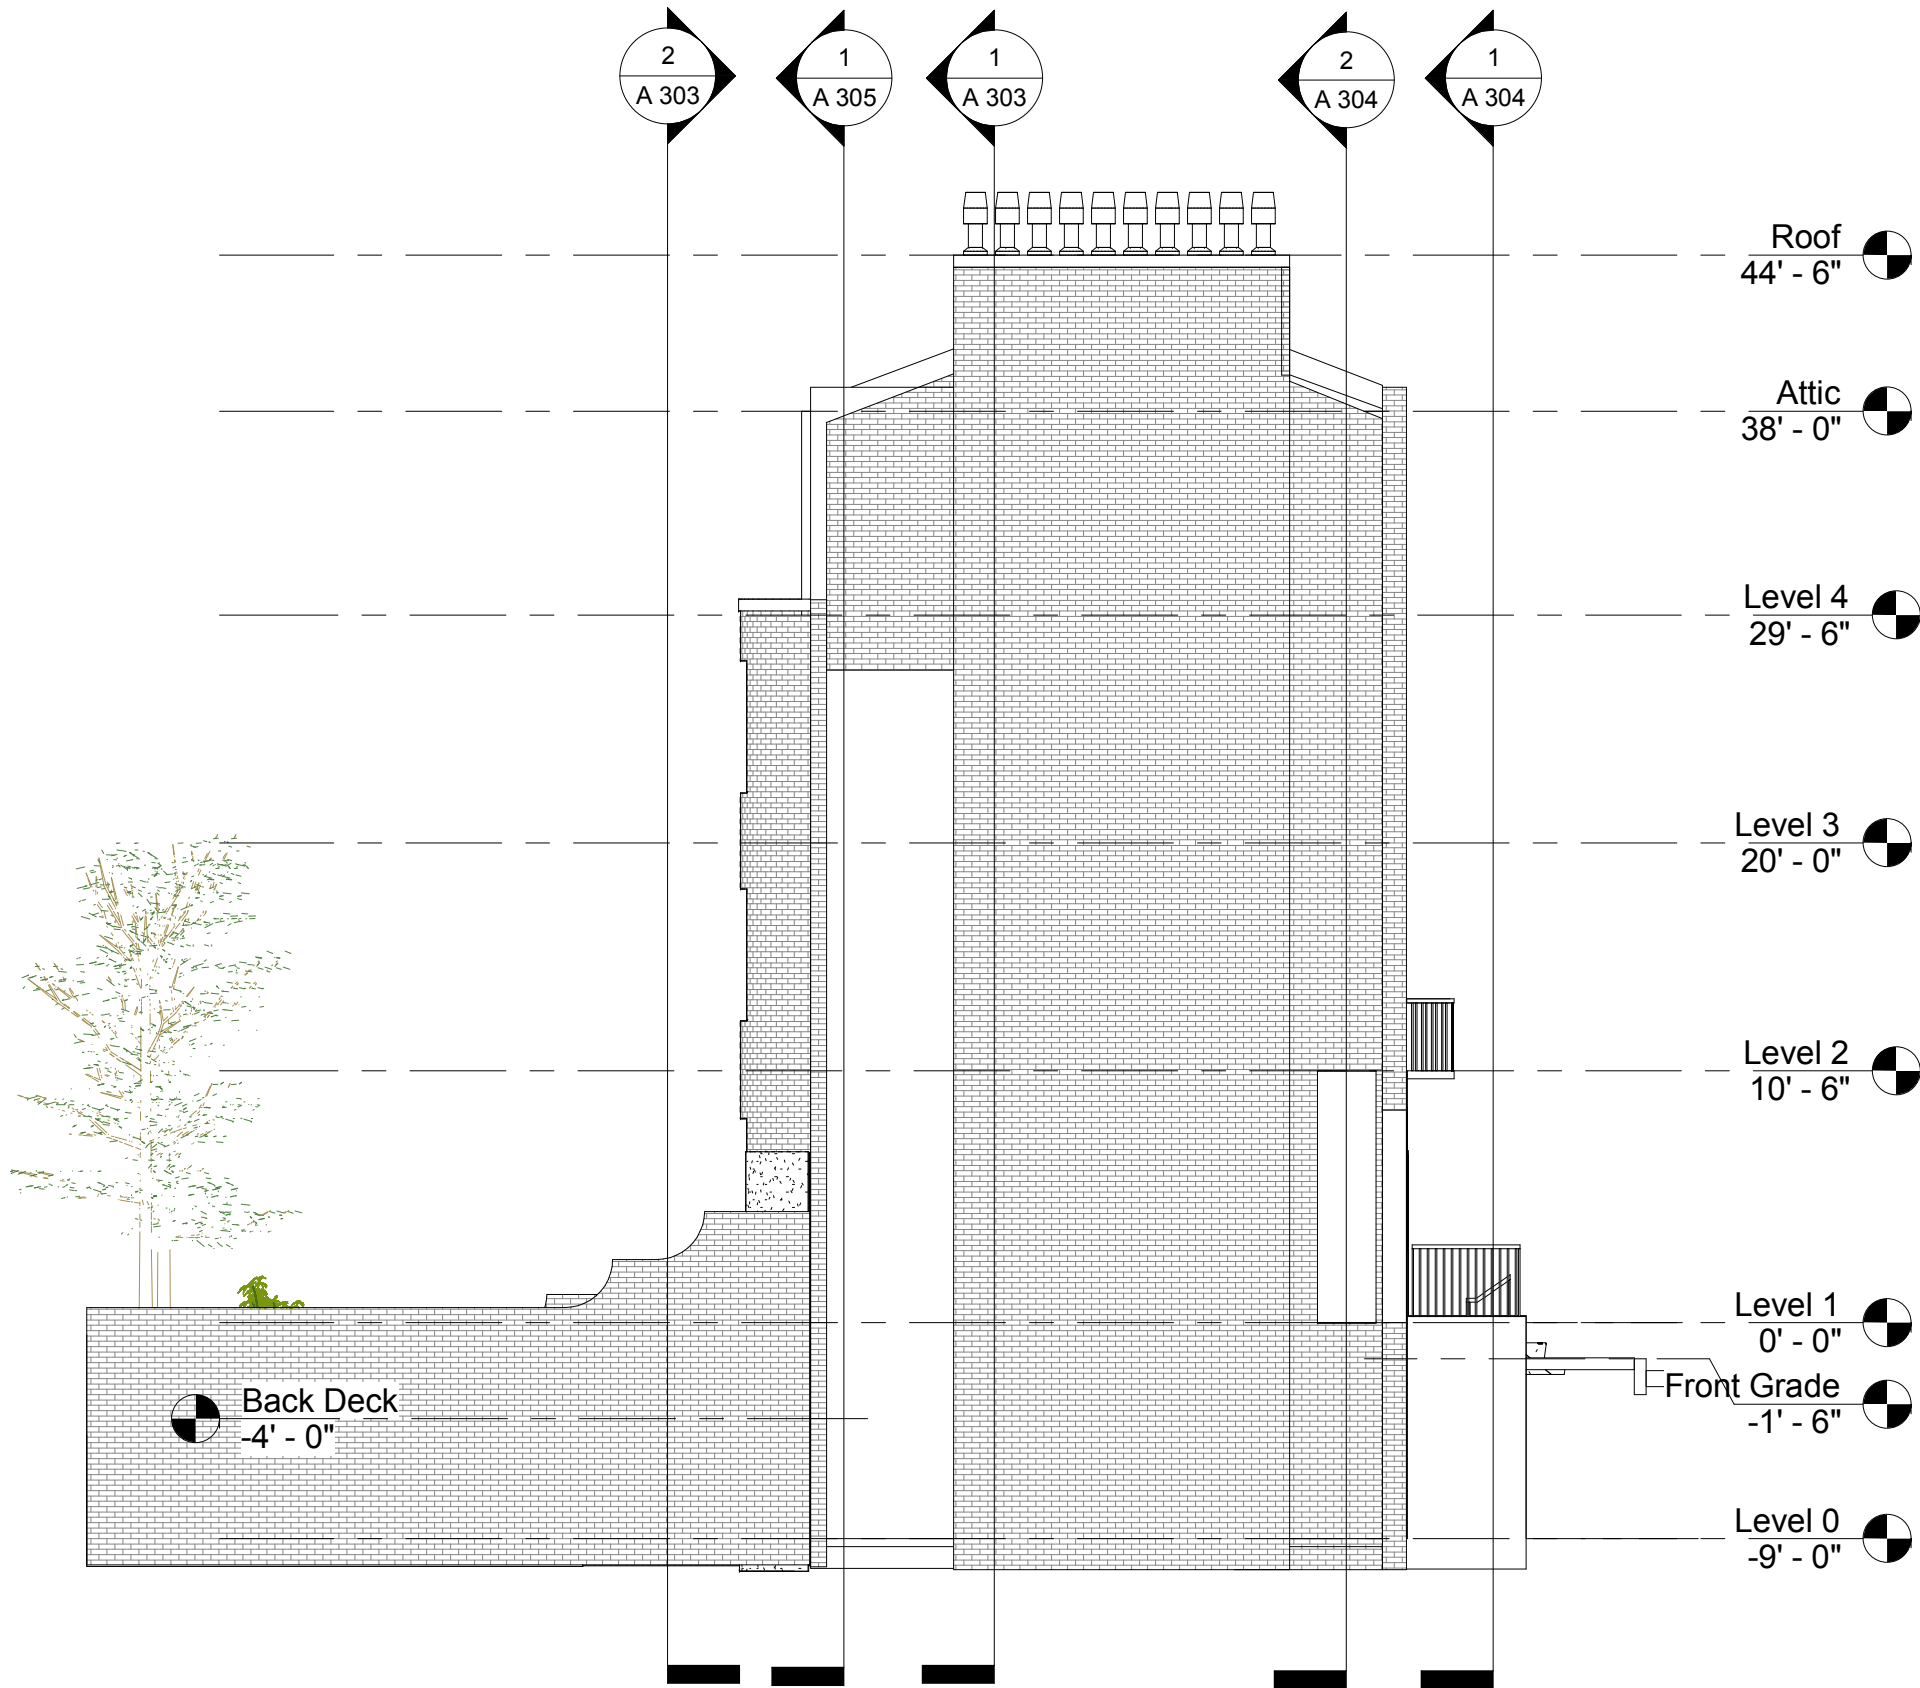 2
A 303
1
A 305
1
A 303
2
A 304
1
A 304
Roof
44' - 6"
Attic
38' - 0"
Level 4
29' - 6"
Level 3
20' - 0"
Level 2
10' - 6"
Level 1
0' - 0"
Front Grade
-1' - 6"
Back Deck
-4' - 0"
Level 0
-9' - 0"